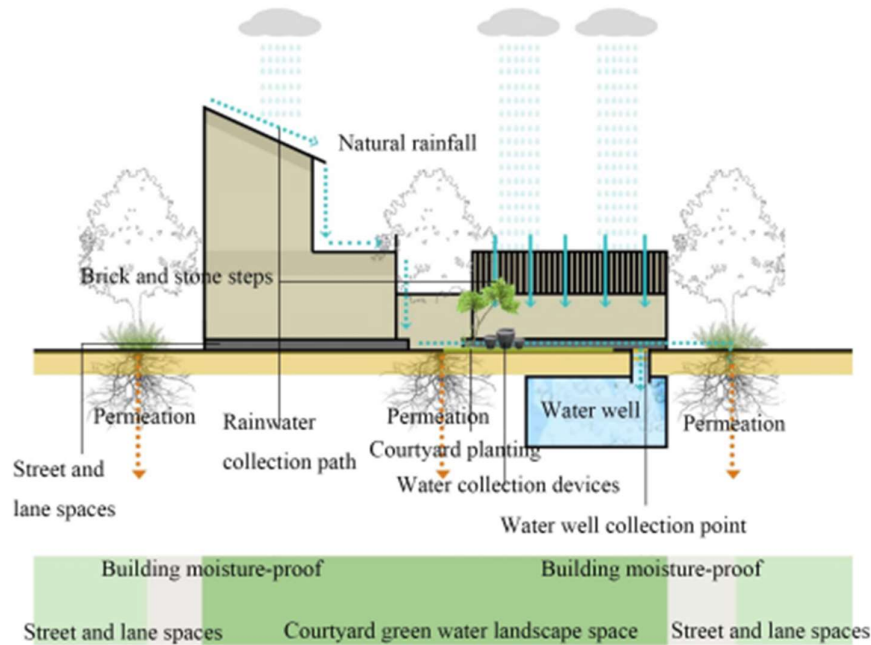 Natural rainfall
Brick and stone steps
Permeation
Rainwater
collection path
Permeation
Water well
Permeation
Courtyard planting
Street and
lane spaces
Water collection devices
Water well collection point
Building moisture-proof
Building moisture-proof
Street and lane spaces
Courtyard green water landscape space
Street and lane spaces